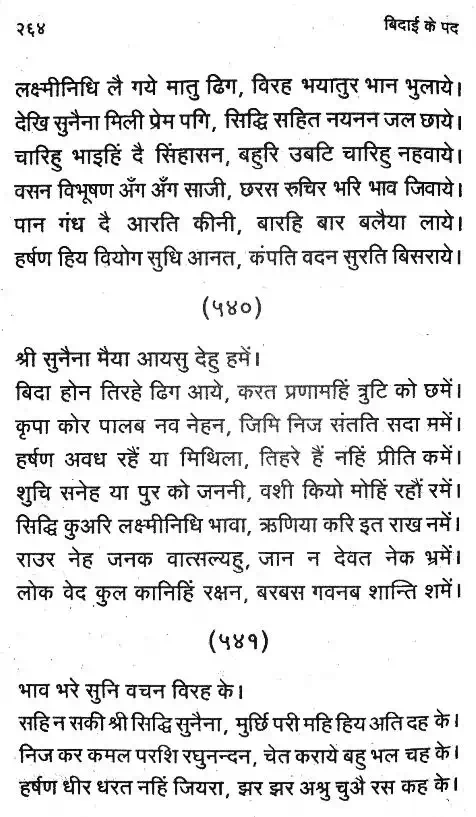 २६४ बिदाई के पद
लक्ष्मीनिधि लै गये मातु ढिग, विरह भयातुर भान भुलाये।
देखि सुनैना मिली प्रेम पगि, सिद्धि सहित नयनन जल छाये।
चारिहु भाइहिं दै सिंहासन, बहुरि उबटि चारिहु नहवाये।
वसन विभूषण अँग अँग साजी, छरस रुचिर भरि भाव जिवाये।
पान गंध दै आरति कीनी, बारहि बार बलैया लाये।
हर्षण हिय वियोग सुधि आनत, कंपति वदन सुरति बिसराये।
(५४०)
श्री सुनैना मैया आयसु देहु हमें।
बिदा होन तिरहे ढिग आये, करत प्रणामहिं त्रुटि को छमें।
कृपा कोर पालब नव नेहन, जिमि निज संतति सदा ममें।
हर्षण अवध रहैं या मिथिला, तिहरे हैं नहिं प्रीति कमें।
शुचि सनेह या पुर को जननी, वशी कियो मोहिं रहौं रमें।
सिद्धि कुअरि लक्ष्मीनिधि भावा, ऋणिया करि इत राख नमें।
राउर नेह जनक वात्सल्यहु, जान न देवत नेक भ्रमें।
लोक वेद कुल कानिहिं रक्षन, बरबस गवनब शान्ति शमें।
(५४१)
भाव भरे सुनि वचन विरह के।
सहि न सकी श्री सिद्धि सुनैना, मुर्छि परी महि हिय अति दह के।
निज कर कमल परशि रघुनन्दन, चेत कराये बहु भल चह के।
हर्षण धीर धरत नहिं जियरा, झर झर अश्रु चुअै रस कह के।